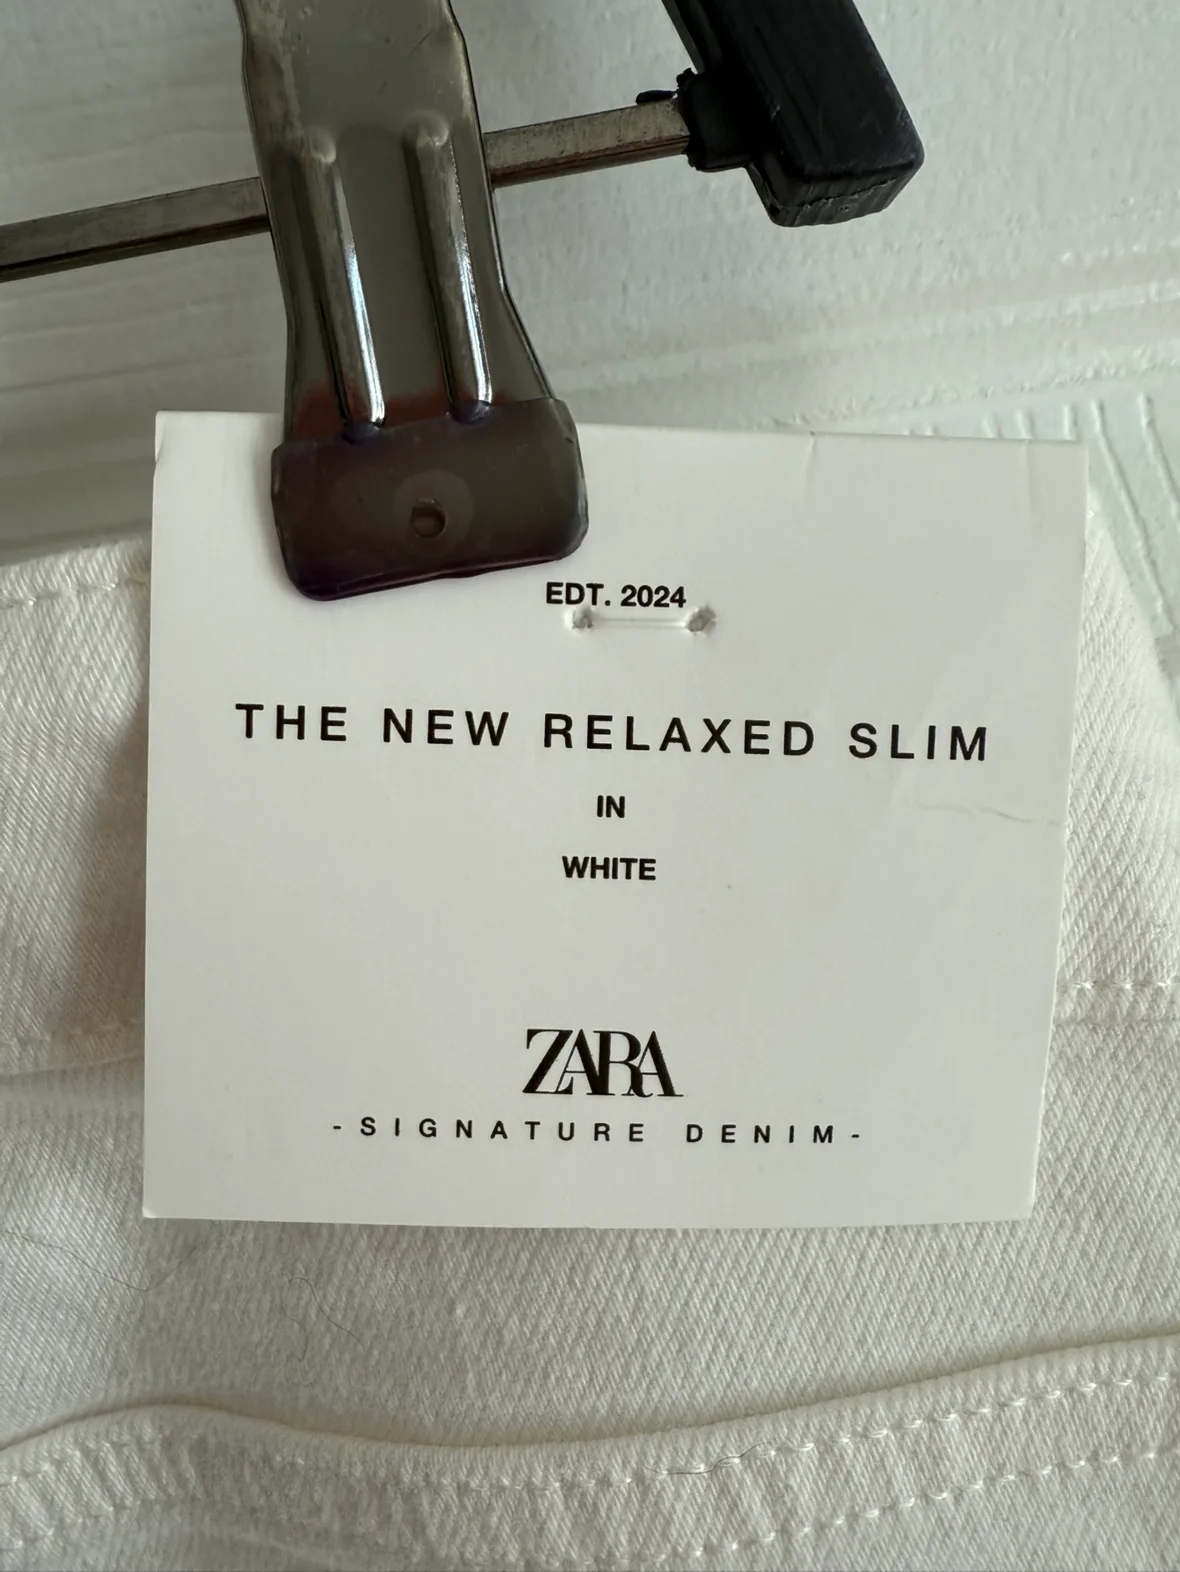 EDT. 2024
THE NEW RELAXED SLIM
IN
WHITE
ZARA
-SIGNATURE DENIM-